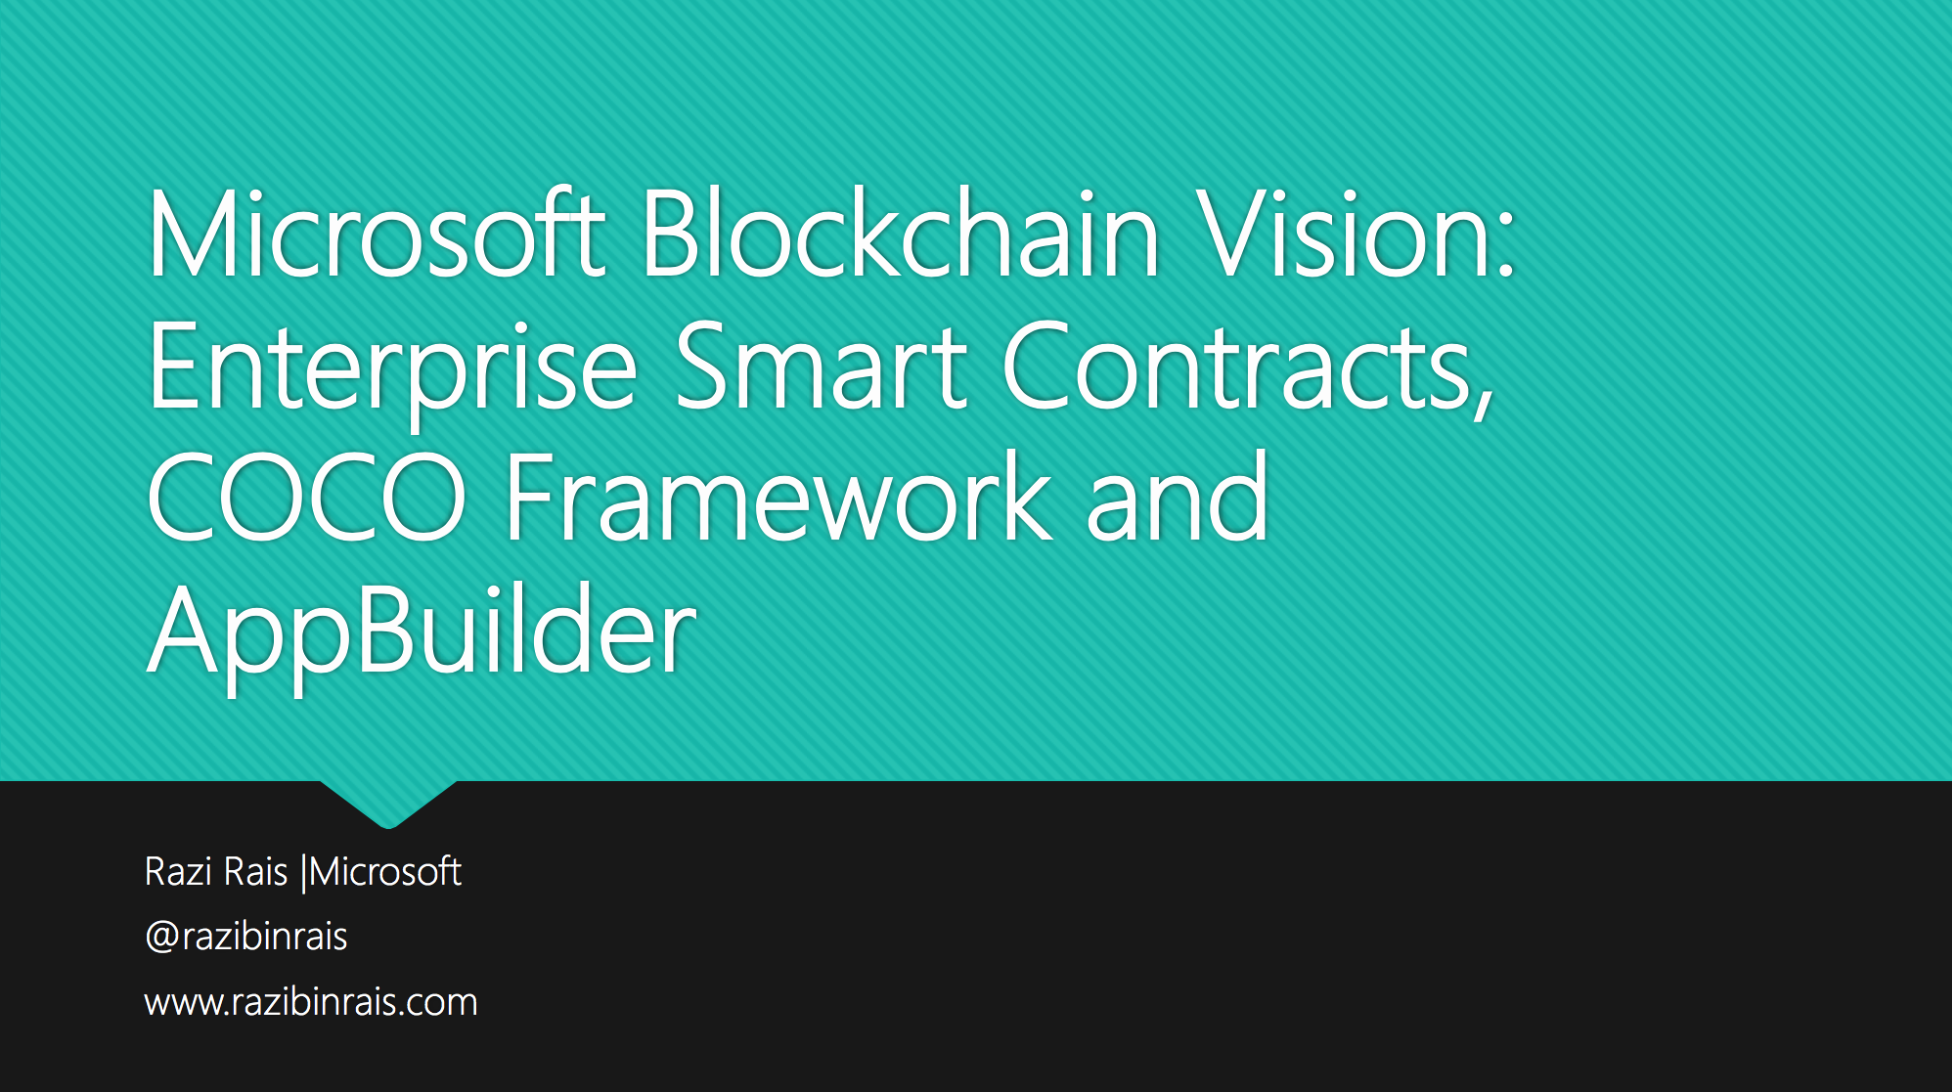 Microsoft Blockchain Vision:
Enterprise Smart Contracts,
COCO Framework and
AppBuilder
Razi Rais |Microsoft
@razibinrais
www.razibinrais.com